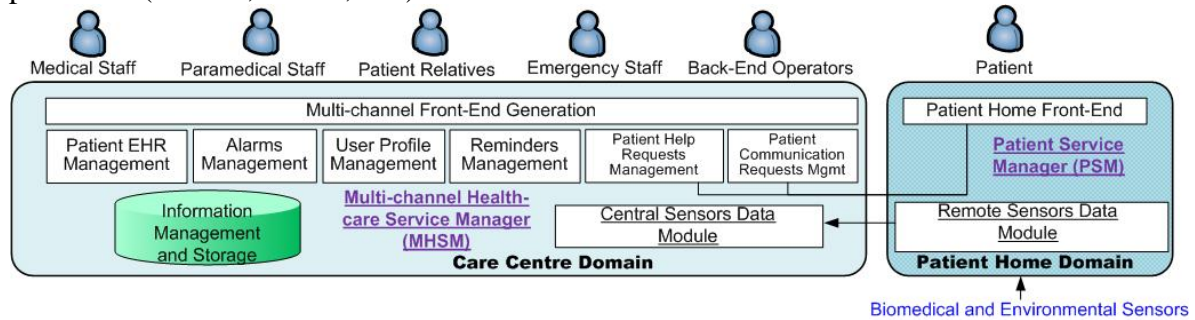 Medical Staff
Paramedical Staff
Patient Relatives
Emergency Staff
Back-End Operators
Patient
Multi-channel Front-End Generation
Patient EHR
Management
Alarms
Management
User Profile
Management
Reminders
Management
Patient Help
Requests
Management
Patient
Communication
Requests Mgmt
Patient Home Front-End
Patient Service
Manager (PSM)
Information
Management
and Storage
Multi-channel Health-
care Service Manager
(MHSM)
Central Sensors Data
Module
Remote Sensors Data
Module
Care Centre Domain
Patient Home Domain
Biomedical and Environmental Sensors